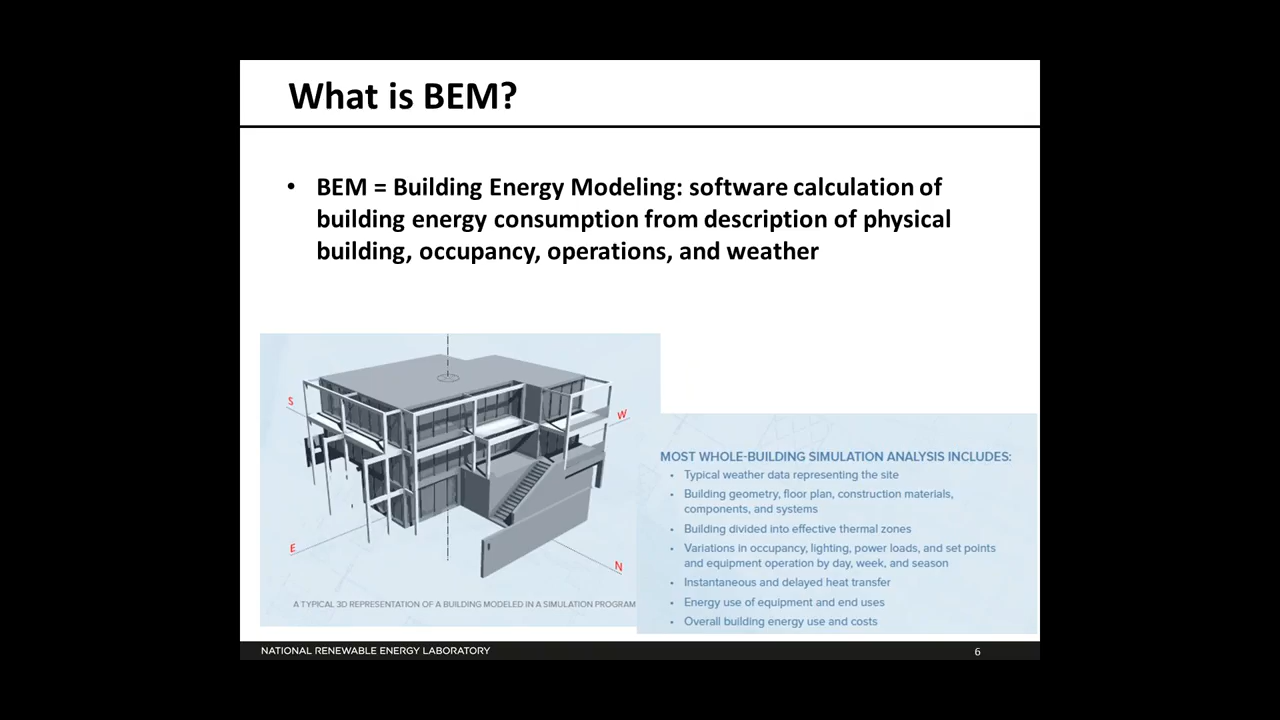 What is BEM?
• BEM = Building Energy Modeling: software calculation of
building energy consumption from description of physical
building, occupancy, operations, and weather
S
W
E
N
A TYPICAL 3D REPRESENTATION OF A BUILDING MODELED IN A SIMULATION PROGRAM
MOST WHOLE-BUILDING SIMULATION ANALYSIS INCLUDES:
• Typical weather data representing the site
• Building geometry, floor plan, construction materials,
components, and systems
• Building divided into effective thermal zones
• Variations in occupancy, lighting, power loads, and set points
and equipment operation by day, week, and season
• Instantaneous and delayed heat transfer
• Energy use of equipment and end uses
• Overall building energy use and costs
NATIONAL RENEWABLE ENERGY LABORATORY
6